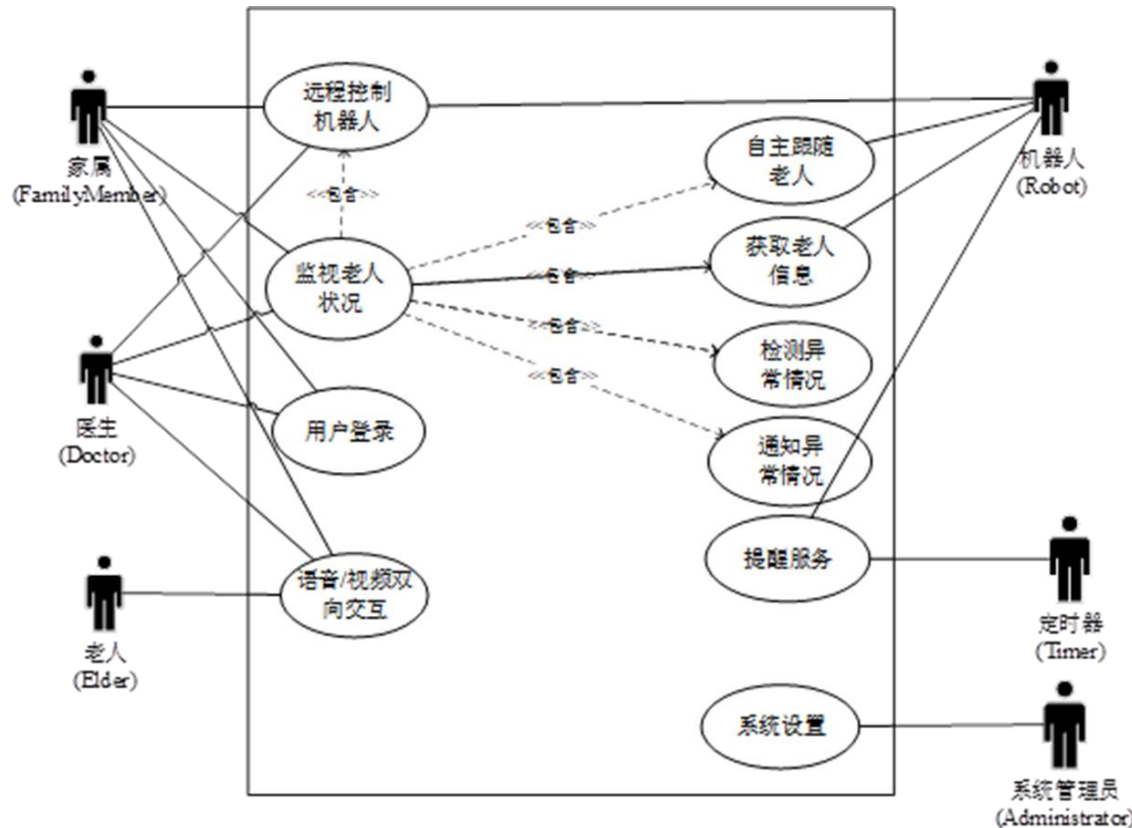 远程控制
机器人
家属
(FamilyMember)
自主跟随
老人
机器人
(Robot)
<<包含>>
<<包含>>
获取老人
信息
监视老人
状况
<<包含>>
<<包含>>
检测异
常情况
<<包含>>
医生
(Doctor)
用户登录
通知异
常情况
语音/视频双
向交互
提醒服务
老人
(Elder)
定时器
(Timer)
系统设置
系统管理员
(Administrator)